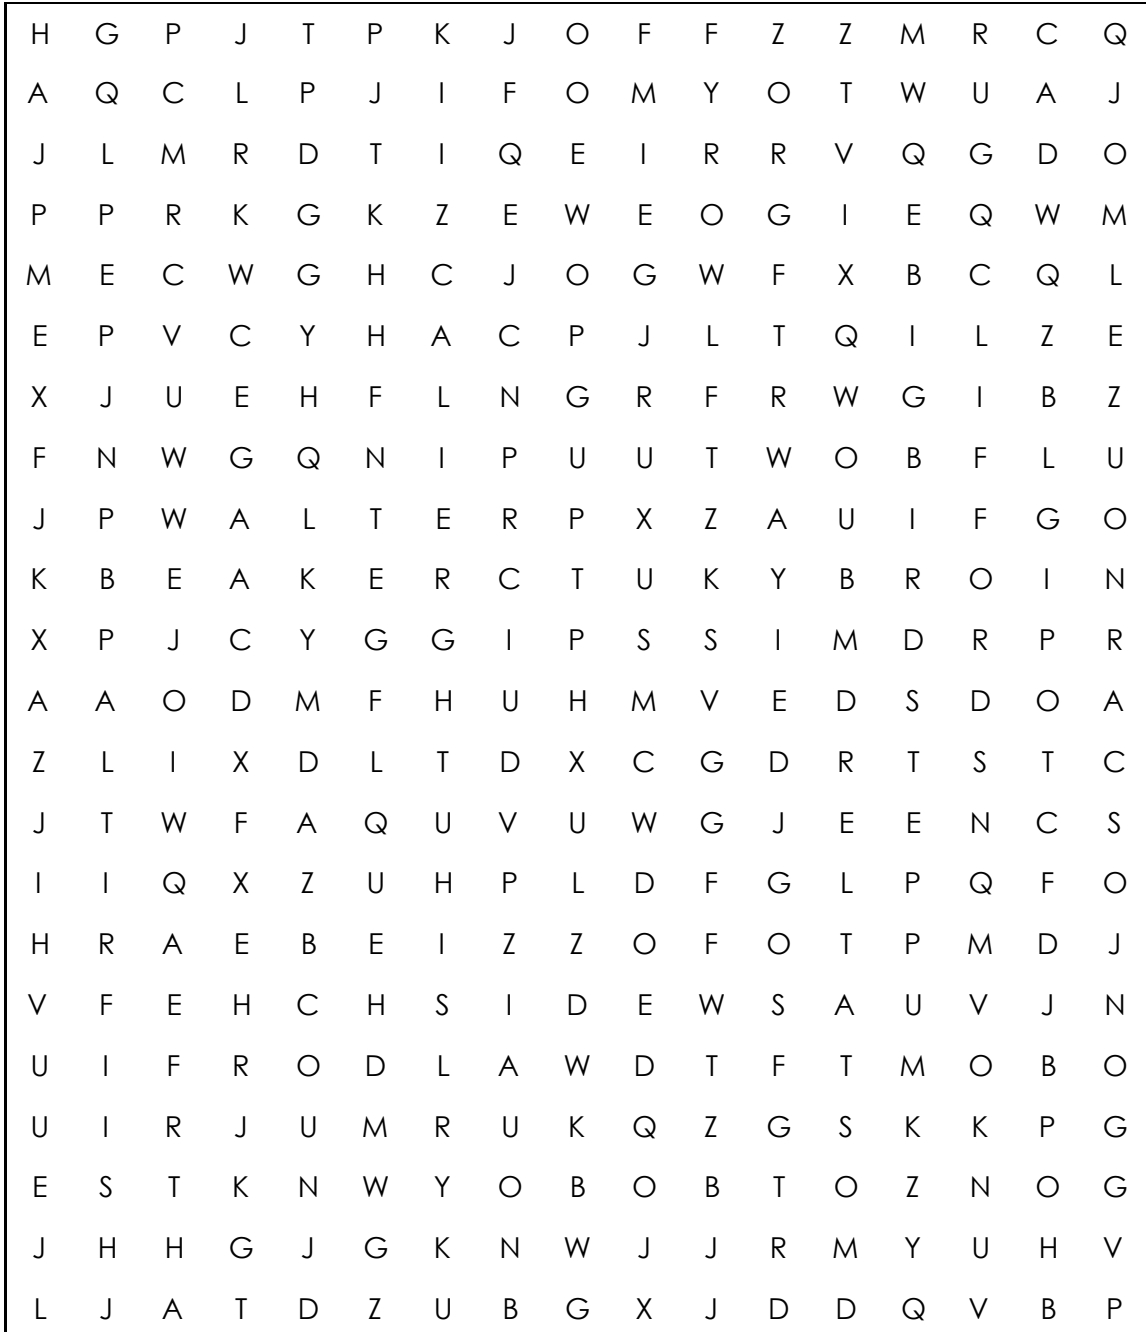 H G P J T P K J O F F Z Z M R C Q
A Q C L P J I F O M Y O T W U A J
J L M R D T I Q E I R R V Q G D O
P P R K G K Z E W E O G I E Q W M
M E C W G H C J O G W F X B C Q L
E P V C Y H A C P J L T Q I L Z E
X J U E H F L N G R F R W G I B Z
F N W G Q N I P U U T W O B F L U
J P W A L T E R P X Z A U I F G O
K B E A K E R C T U K Y B R O I N
X P J C Y G G I P S S I M D R P R
A A O D M F H U H M V E D S D O A
Z L I X D L T D X C G D R T S T C
J T W F A Q U V U W G J E E N C S
I I Q X Z U H P L D F G L P Q F O
H R A E B E I Z Z O F O T P M D J
V F E H C H S I D E W S A U V J N
U I F R O D L A W D T F T M O B O
U I R J U M R U K Q Z G S K K P G
E S T K N W Y O B O B T O Z N O G
J H H G J G K N W J J R M Y U H V
L J A T D Z U B G X J D D Q V B P